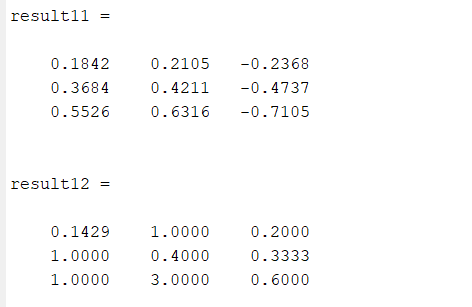 result11 =
0.1842 0.2105 -0.2368
0.3684 0.4211 -0.4737
0.5526 0.6316 -0.7105
result12 =
0.1429 1.0000 0.2000
1.0000 0.4000 0.3333
1.0000 3.0000 0.6000